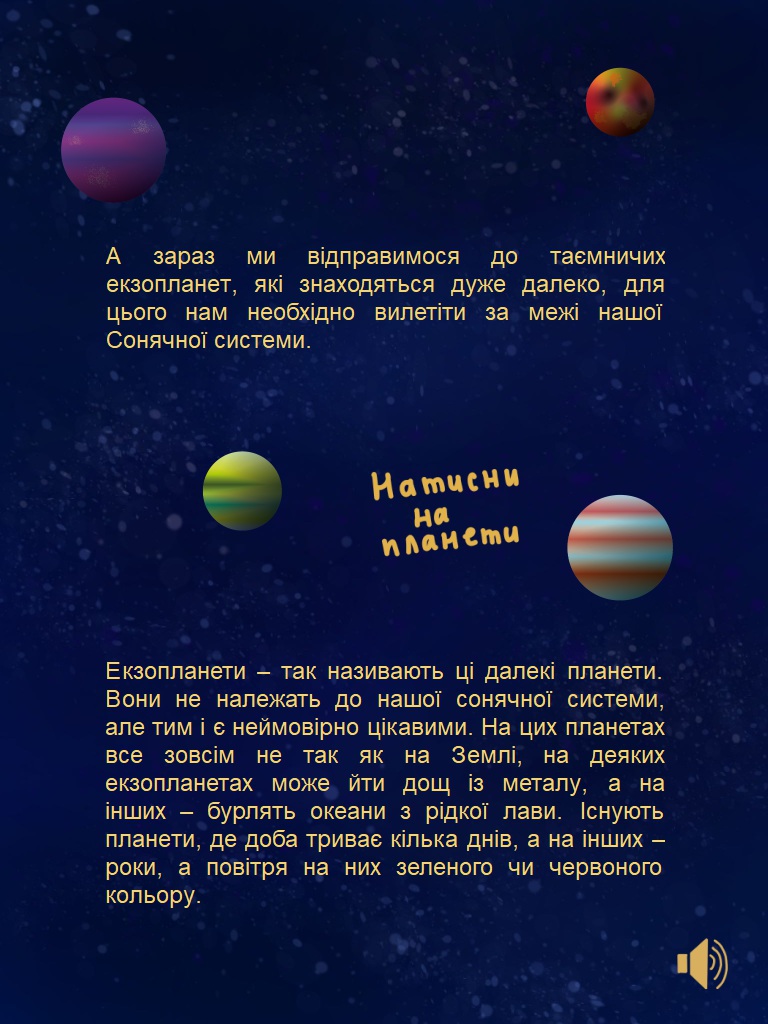 А зараз ми відправимося до таємничих
екзопланет, які знаходяться дуже далеко, для
цього нам необхідно вилетіти за межі нашої
Сонячної системи.
Натисни
на
планети
Екзопланети – так називають ці далекі планети.
Вони не належать до нашої сонячної системи,
але тим і є неймовірно цікавими. На цих планетах
все зовсім не так як на Землі, на деяких
екзопланетах може йти дощ із металу, а на
інших – бурлять океани з рідкої лави. Існують
планети, де доба триває кілька днів, а на інших –
роки, а повітря на них зеленого чи червоного
кольору.